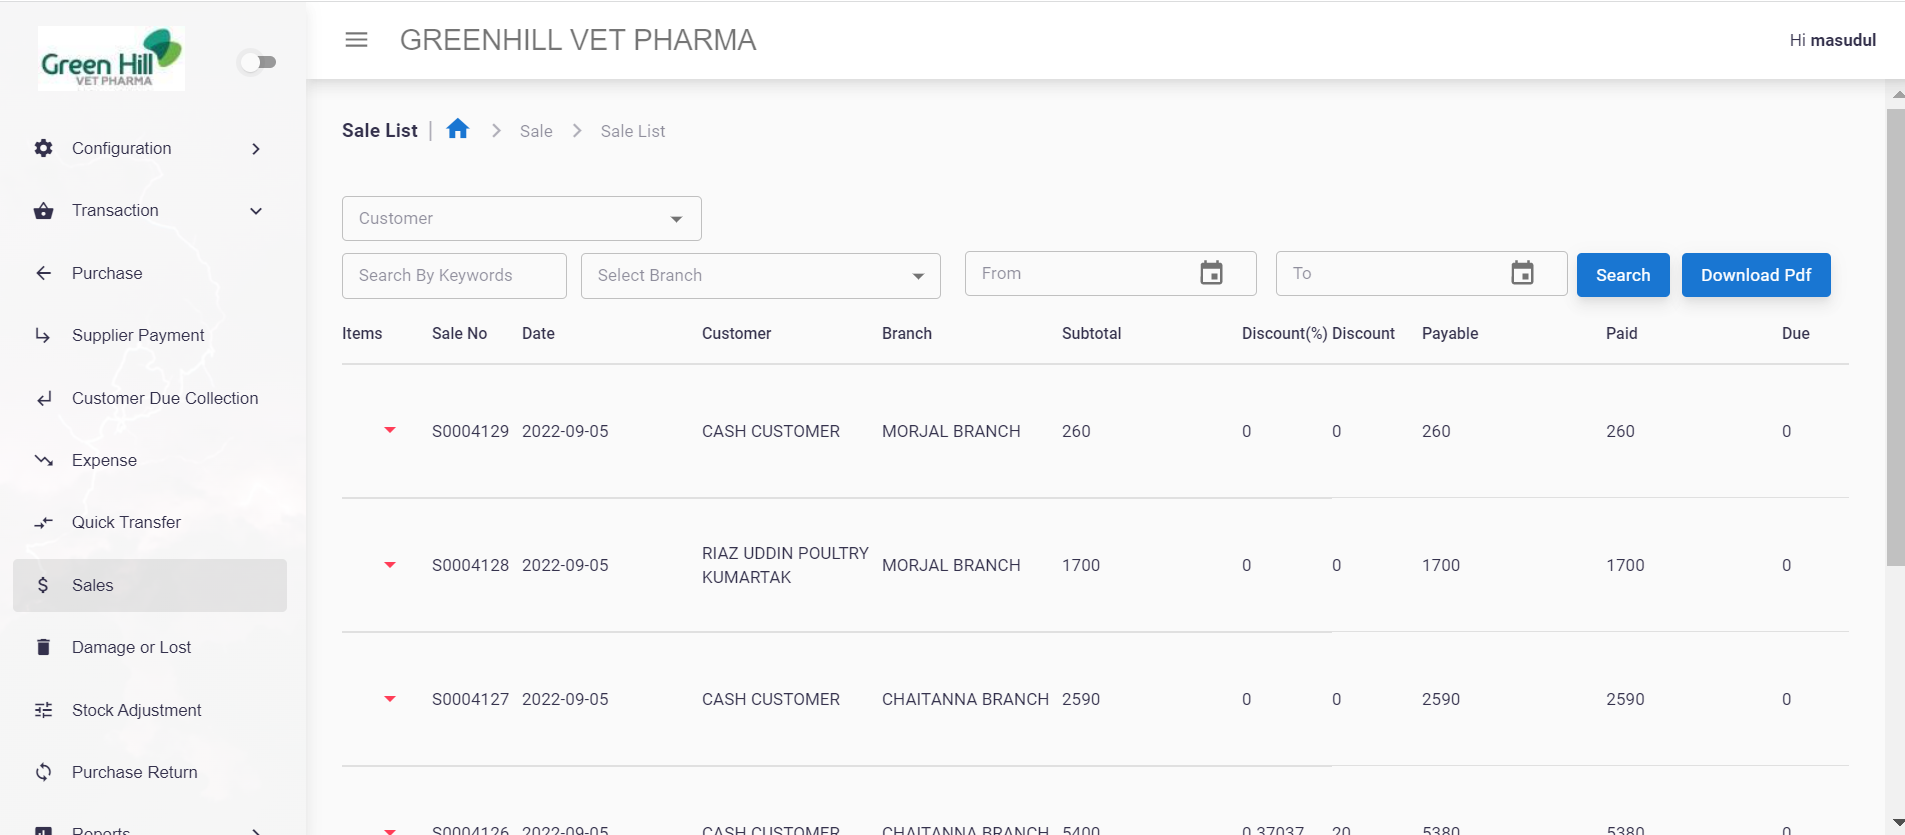 Green Hill
VET PHARMA
GREENHILL VET PHARMA
Hi masudul
Configuration
Transaction
Purchase
Supplier Payment
Customer Due Collection
Expense
Quick Transfer
Sales
Damage or Lost
Stock Adjustment
Purchase Return
Reports
Sale List | Sale Sale List
Customer
Search By Keywords Select Branch From To Search Download Pdf
Items Sale No Date Customer Branch Subtotal Discount(%) Discount Payable Paid Due
S0004129 2022-09-05 CASH CUSTOMER MORJAL BRANCH 260 0 0 260 260 0
S0004128 2022-09-05 RIAZ UDDIN POULTRY KUMARTAK MORJAL BRANCH 1700 0 0 1700 1700 0
S0004127 2022-09-05 CASH CUSTOMER CHAITANNA BRANCH 2590 0 0 2590 2590 0
S0004126 2022-09-05 CASH CUSTOMER CHAITANNA BRANCH 5400 0.37037 20 5380 5380 0